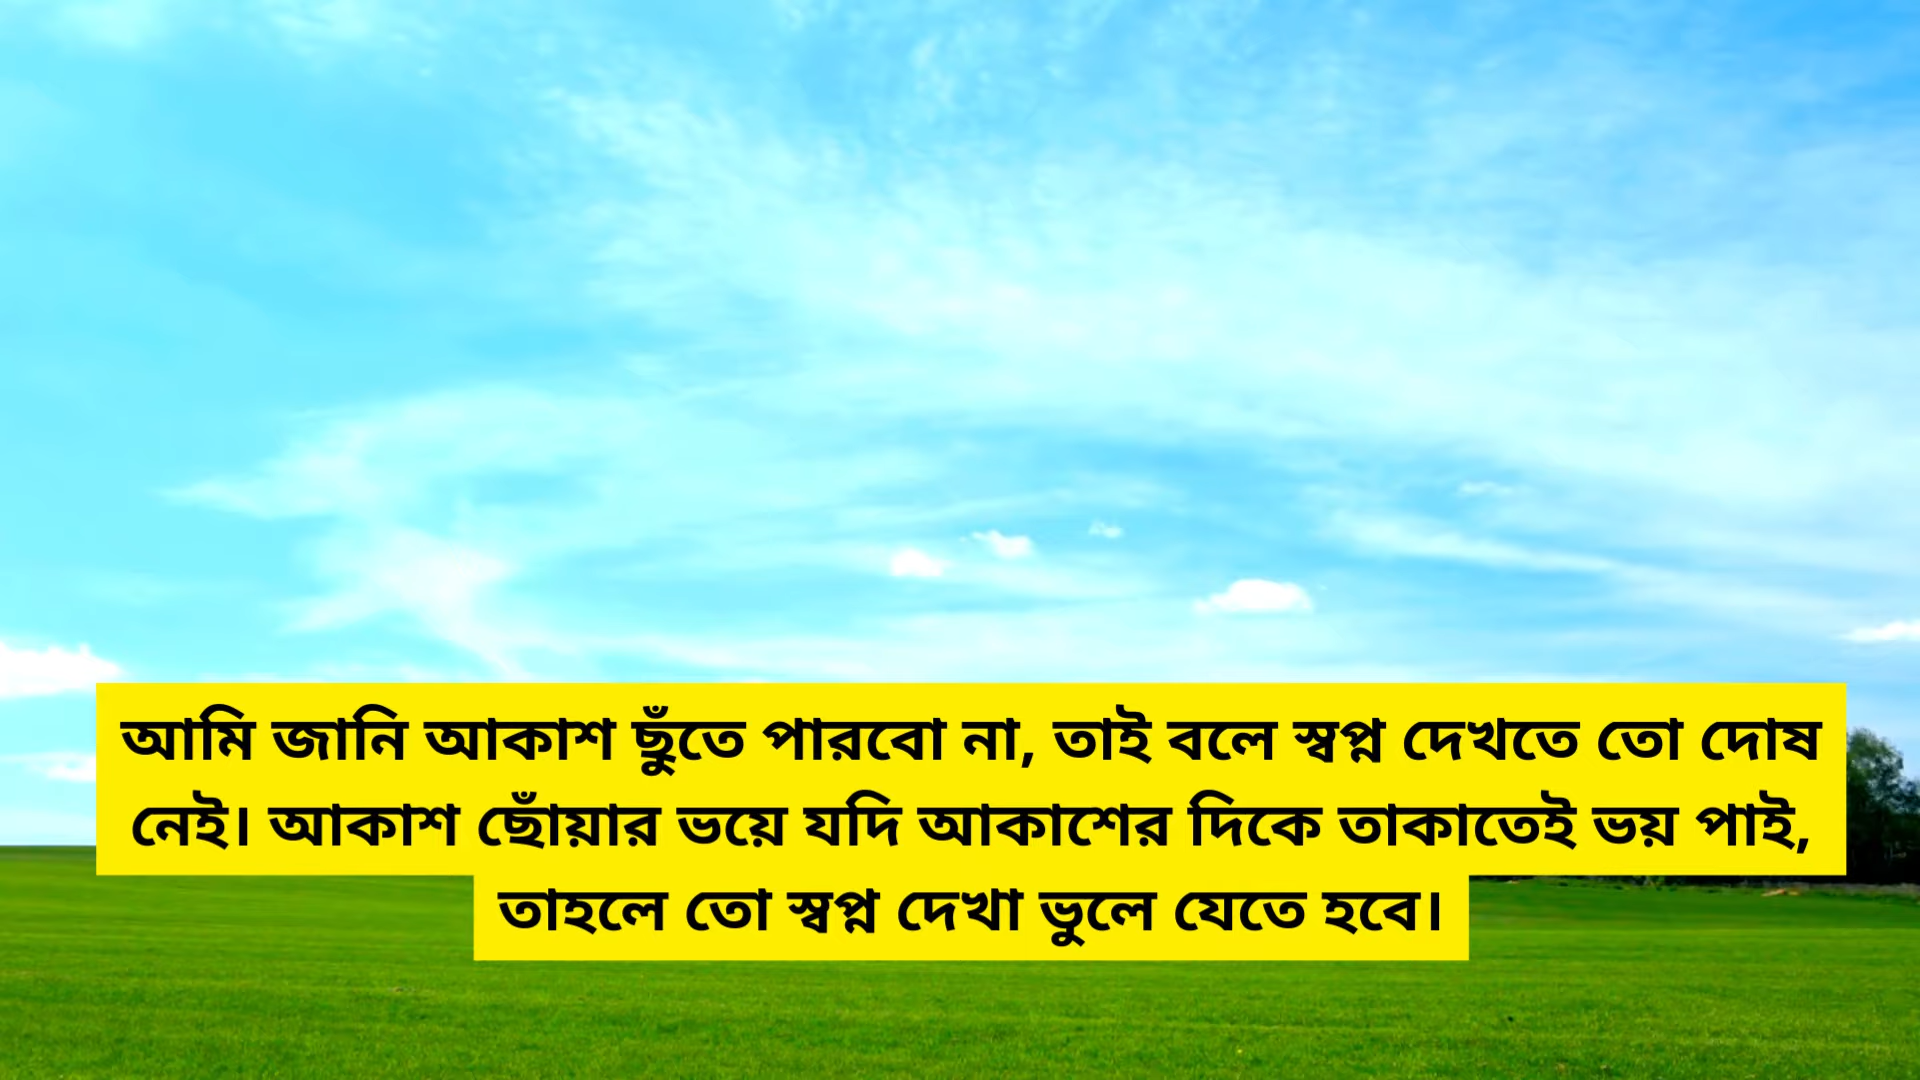 আমি জানি আকাশ ছুঁতে পারবো না, তাই বলে স্বপ্ন দেখতে তো দোষ
নেই। আকাশ ছোঁয়ার ভয়ে যদি আকাশের দিকে তাকাতেই ভয় পাই,
তাহলে তো স্বপ্ন দেখা ভুলে যেতে হবে।